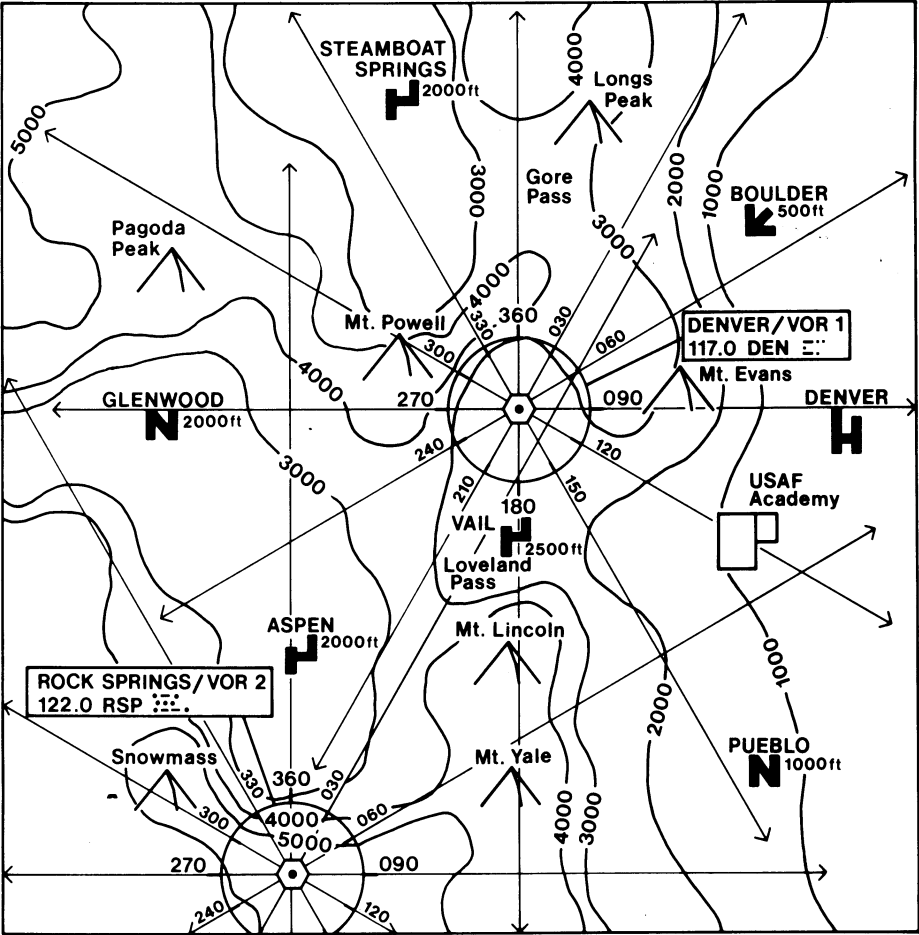 STEAMBOAT
SPRINGS
2000ft
4000
Longs
Peak
5000
3000
Gore
Pass
2000
1000
BOULDER
500ft
Pagoda
Peak
3000
4000
Mt. Powell
330
360
030
300
060
DENVER/VOR 1
117.0 DEN
Mt. Evans
4000
GLENWOOD
2000ft
270
090
DENVER
240
120
3000
210
150
180
USAF
Academy
VAIL
2500ft
Loveland
Pass
ASPEN
2000ft
Mt. Lincoln
1000
ROCK SPRINGS/VOR 2
122.0 RSP
2000
Snowmass
Mt. Yale
PUEBLO
1000ft
330
360
030
300
4000
060
5000
4000
3000
270
090
240
120